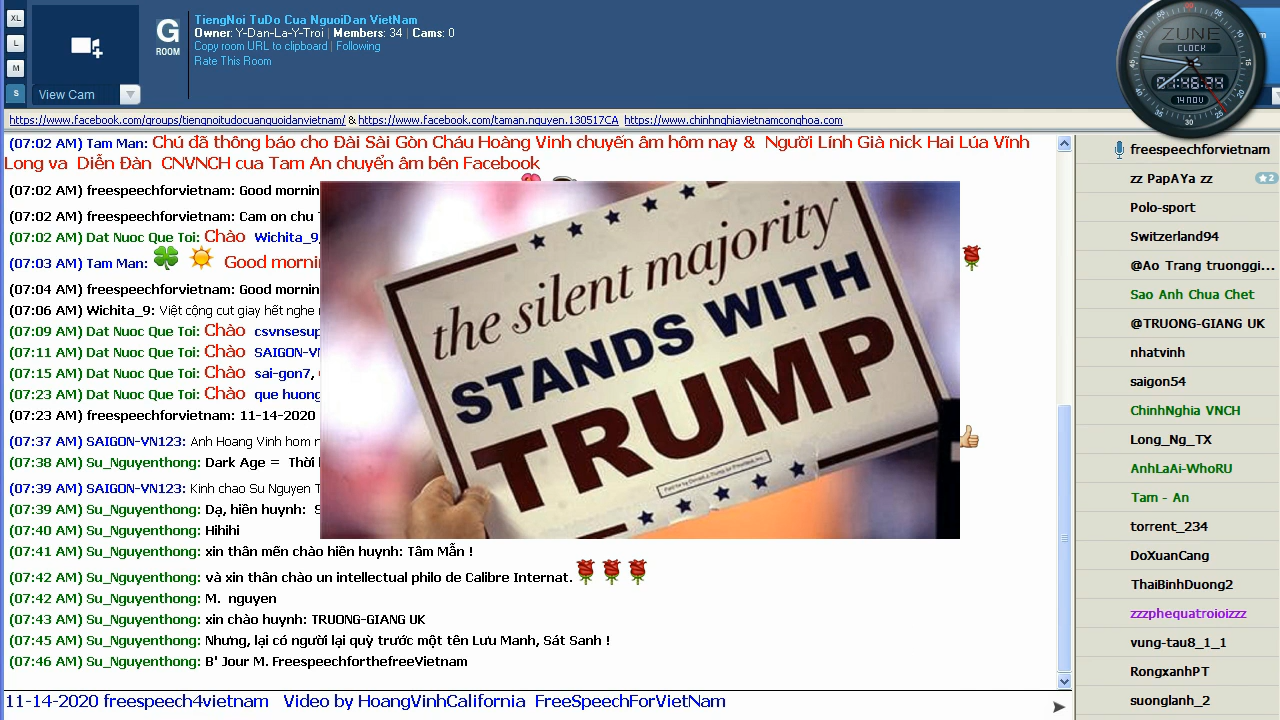 XL
L
M
S
View Cam
G
ROOM
TiengNoi TuDo Cua NguoiDan VietNam
Owner: Y-Dan-La-Y-Troi | Members: 34 | Cams: 0
Copy room URL to clipboard | Following
Rate This Room
ZUNE
CLOCK
14 NOV
https://www.facebook.com/groups/tiengnoitudocuanguoidanvietnam/ & https://www.facebook.com/taman.nguyen.130517CA https://www.chinhnghiavietnamconghoa.com
(07:02 AM) Tam Man: Chú đã thông báo cho Đài Sài Gòn Cháu Hoàng Vinh chuyển âm hôm nay & Người Lính Già nick Hai Lúa Vĩnh
Long va Diễn Đàn CNVNCH cua Tam An chuyển âm bên Facebook
(07:02 AM) freespeechforvietnam: Good mornin
(07:02 AM) freespeechforvietnam: Cam on chu
(07:02 AM) Dat Nuoc Que Toi: Chào Wichita_9,
(07:03 AM) Tam Man: Good mornin
(07:04 AM) freespeechforvietnam: Good mornin
(07:06 AM) Wichita_9: Việt cộng cut giay hết nghe
(07:09 AM) Dat Nuoc Que Toi: Chào csvnsesup
(07:11 AM) Dat Nuoc Que Toi: Chào SAIGON-VN
(07:15 AM) Dat Nuoc Que Toi: Chào sai-gon7,
(07:23 AM) Dat Nuoc Que Toi: Chào que huong
(07:23 AM) freespeechforvietnam: 11-14-2020
(07:37 AM) SAIGON-VN123: Anh Hoang Vinh hom n
(07:38 AM) Su_Nguyenthong: Dark Age = Thời
(07:39 AM) SAIGON-VN123: Kinh chao Su Nguyen T
(07:39 AM) Su_Nguyenthong: Dạ, hiền huynh: S
(07:40 AM) Su_Nguyenthong: Hihihi
(07:41 AM) Su_Nguyenthong: xin thân mến chào hiền huynh: Tâm Mẫn !
(07:42 AM) Su_Nguyenthong: và xin thân chào un intellectual philo de Calibre Internat.
(07:42 AM) Su_Nguyenthong: M. nguyen
(07:43 AM) Su_Nguyenthong: xin chào huynh: TRUONG-GIANG UK
(07:45 AM) Su_Nguyenthong: Nhưng, lại có người lại quỳ trước một tên Lưu Manh, Sát Sanh !
(07:46 AM) Su_Nguyenthong: B' Jour M. FreespeechforthefreeVietnam
the silent majority
STANDS WITH
TRUMP
freespeechforvietnam
zz PapAYa zz
2
Polo-sport
Switzerland94
@Ao Trang truonggi...
Sao Anh Chua Chet
@TRUONG-GIANG UK
nhatvinh
saigon54
ChinhNghia VNCH
Long_Ng_TX
AnhLaAi-WhoRU
Tam - An
torrent_234
DoXuanCang
ThaiBinhDuong2
zzzphequatroioizzz
vung-tau8_1_1
RongxanhPT
suonglanh_2
11-14-2020 freespeech4vietnam Video by HoangVinhCalifornia FreeSpeechForVietNam